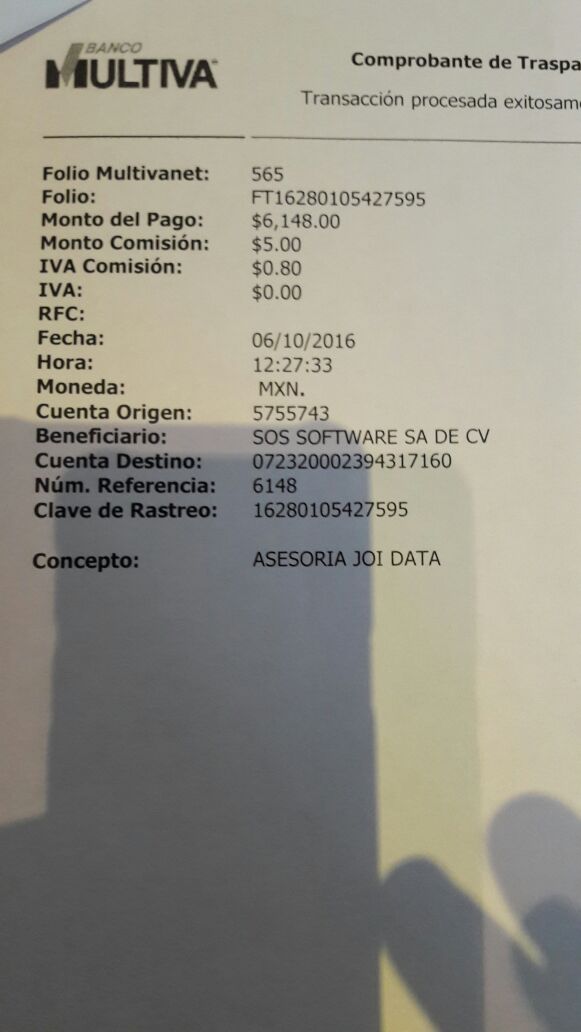 BANCO
MULTIVA
Comprobante de Traspa
Transacción procesada exitosam
Folio Multivanet: 565
Folio: FT16280105427595
Monto del Pago: $6,148.00
Monto Comisión: $5.00
IVA Comisión: $0.80
IVA: $0.00
RFC:
Fecha: 06/10/2016
Hora: 12:27:33
Moneda: MXN.
Cuenta Origen: 5755743
Beneficiario: SOS SOFTWARE SA DE CV
Cuenta Destino: 072320002394317160
Núm. Referencia: 6148
Clave de Rastreo: 16280105427595
Concepto: ASESORIA JOI DATA